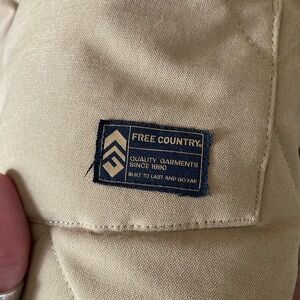 FREE COUNTRY®
QUALITY GARMENTS
SINCE 1990
BUILT TO LAST AND GO FAR